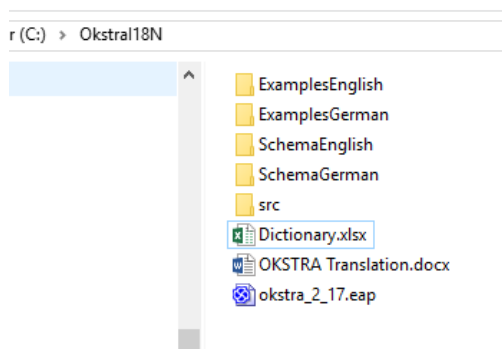 r (C:) > Okstral18N
ExamplesEnglish
ExamplesGerman
SchemaEnglish
SchemaGerman
src
Dictionary.xlsx
OKSTRA Translation.docx
okstra_2_17.eap